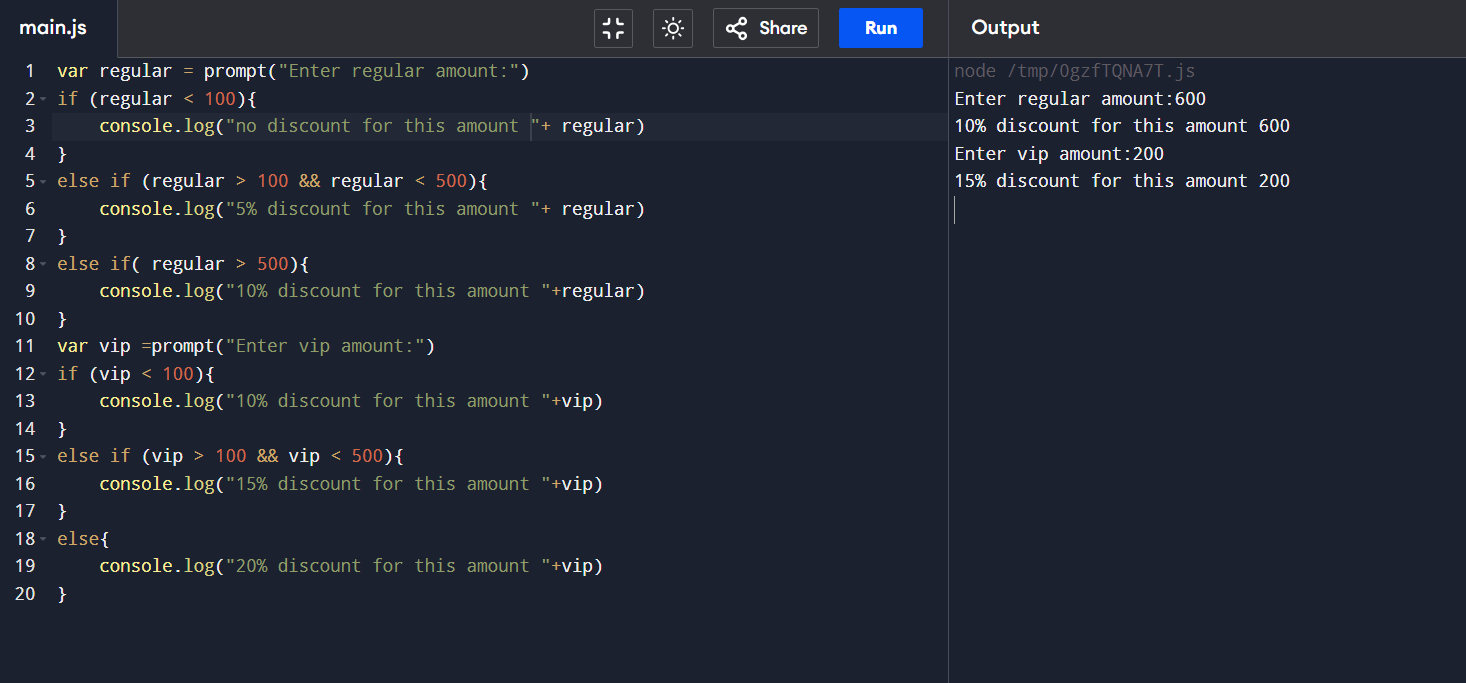 main.js
Share
Run
Output
1 var regular = prompt("Enter regular amount:")
2 if (regular < 100){
3     console.log("no discount for this amount "+ regular)
4 }
5 else if (regular > 100 && regular < 500){
6     console.log("5% discount for this amount "+ regular)
7 }
8 else if( regular > 500){
9     console.log("10% discount for this amount "+regular)
10 }
11 var vip =prompt("Enter vip amount:")
12 if (vip < 100){
13     console.log("10% discount for this amount "+vip)
14 }
15 else if (vip > 100 && vip < 500){
16     console.log("15% discount for this amount "+vip)
17 }
18 else{
19     console.log("20% discount for this amount "+vip)
20 }
node /tmp/0gzfTQNA7T.js
Enter regular amount:600
10% discount for this amount 600
Enter vip amount:200
15% discount for this amount 200